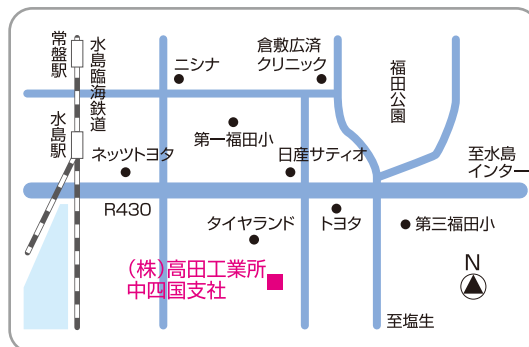 常盤駅
水島臨海鉄道
水島駅
ニシナ
倉敷広済
クリニック
福田公園
第一福田小
ネッツトヨタ
日産サティオ
至水島
インター
R430
タイヤランド
トヨタ
第三福田小
(株)高田工業所
中四国支社
N
至塩生